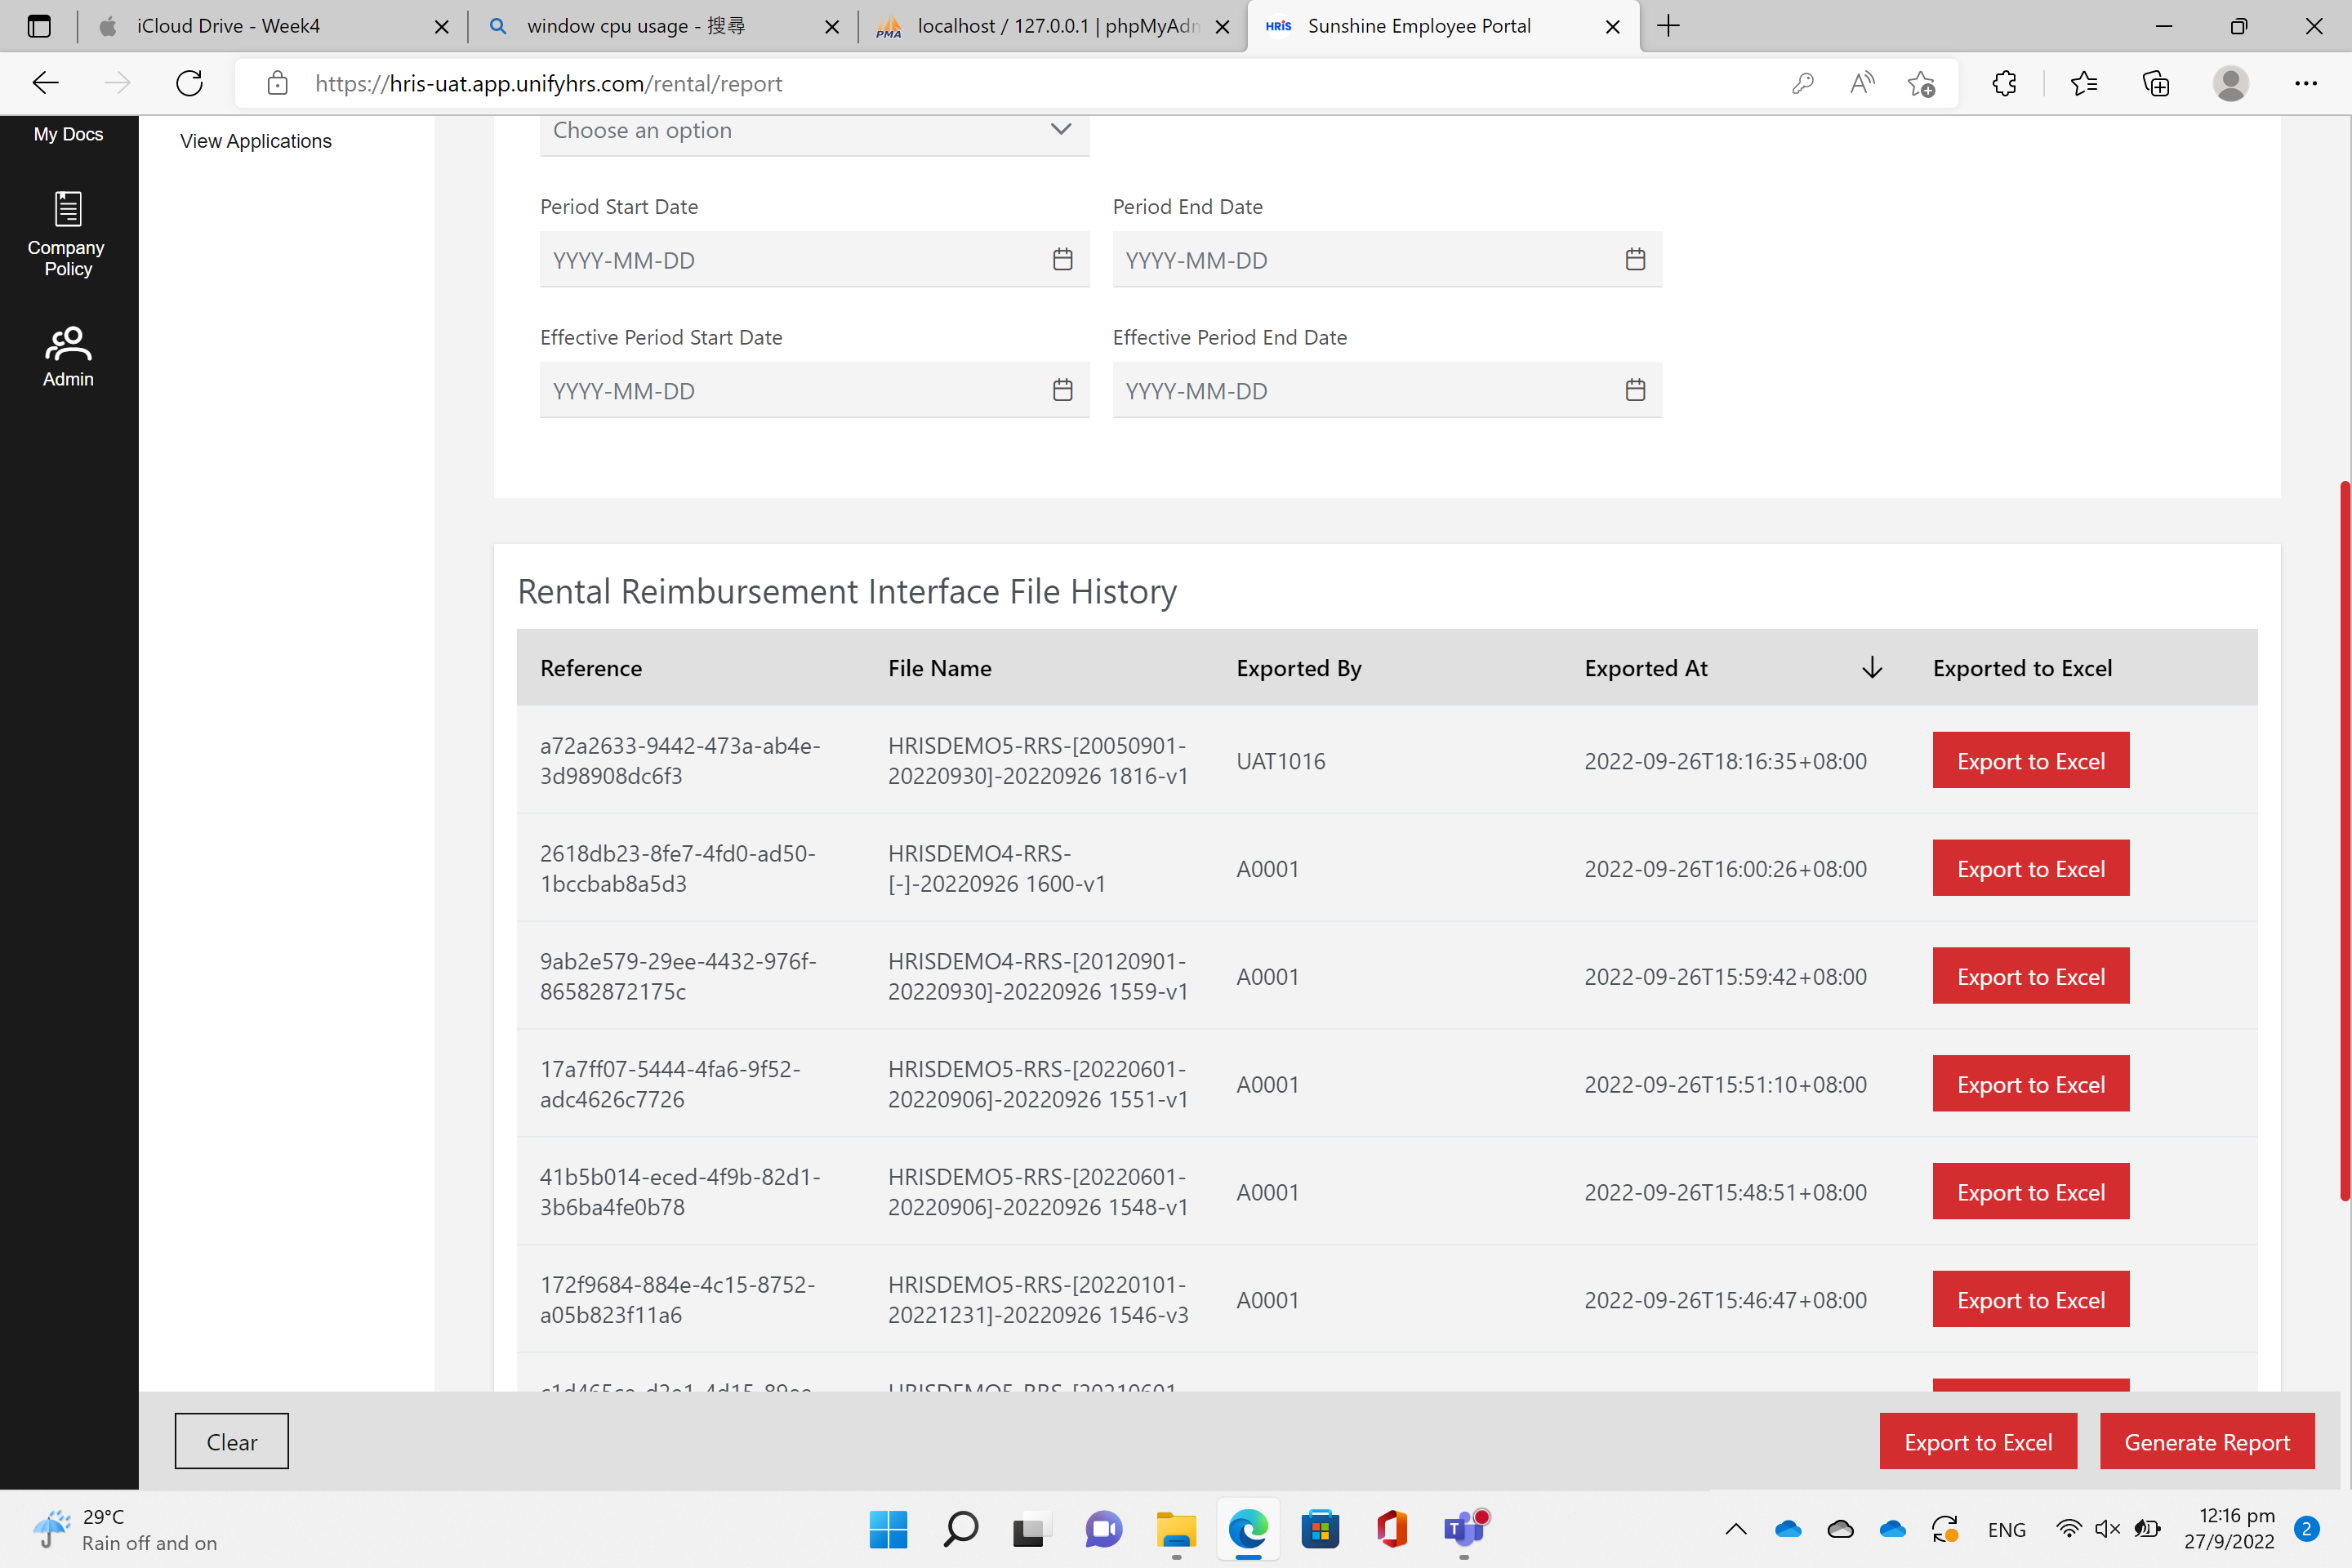 iCloud Drive - Week4
window cpu usage - 搜尋
PMA
localhost / 127.0.0.1 | phpMyAdn
HRiS
Sunshine Employee Portal
https://hris-uat.app.unifyhrs.com/rental/report
My Docs
View Applications
Choose an option
Company
Policy
Admin
Period Start Date
Period End Date
YYYY-MM-DD
YYYY-MM-DD
Effective Period Start Date
Effective Period End Date
YYYY-MM-DD
YYYY-MM-DD
Rental Reimbursement Interface File History
Reference
File Name
Exported By
Exported At
Exported to Excel
a72a2633-9442-473a-ab4e-
3d98908dc6f3
HRISDEMO5-RRS-[20050901-
20220930]-20220926 1816-v1
UAT1016
2022-09-26T18:16:35+08:00
Export to Excel
2618db23-8fe7-4fd0-ad50-
1bccbab8a5d3
HRISDEMO4-RRS-
[-]-20220926 1600-v1
A0001
2022-09-26T16:00:26+08:00
Export to Excel
9ab2e579-29ee-4432-976f-
86582872175c
HRISDEMO4-RRS-[20120901-
20220930]-20220926 1559-v1
A0001
2022-09-26T15:59:42+08:00
Export to Excel
17a7ff07-5444-4fa6-9f52-
adc4626c7726
HRISDEMO5-RRS-[20220601-
20220906]-20220926 1551-v1
A0001
2022-09-26T15:51:10+08:00
Export to Excel
41b5b014-eced-4f9b-82d1-
3b6ba4fe0b78
HRISDEMO5-RRS-[20220601-
20220906]-20220926 1548-v1
A0001
2022-09-26T15:48:51+08:00
Export to Excel
172f9684-884e-4c15-8752-
a05b823f11a6
HRISDEMO5-RRS-[20220101-
20221231]-20220926 1546-v3
A0001
2022-09-26T15:46:47+08:00
Export to Excel
Clear
Export to Excel
Generate Report
29°C
Rain off and on
ENG
12:16 pm
27/9/2022
2